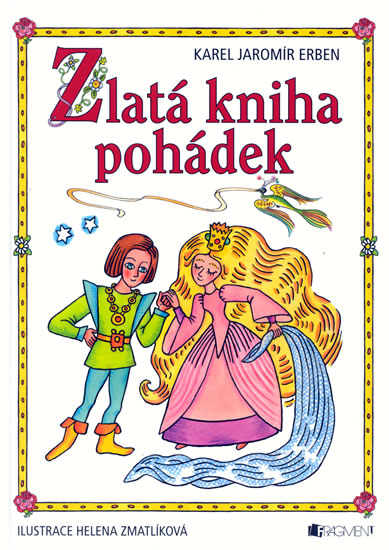 KAREL JAROMÍR ERBEN
Zlatá kniha
pohádek
ILUSTRACE HELENA ZMATLÍKOVÁ
FRAGMENT